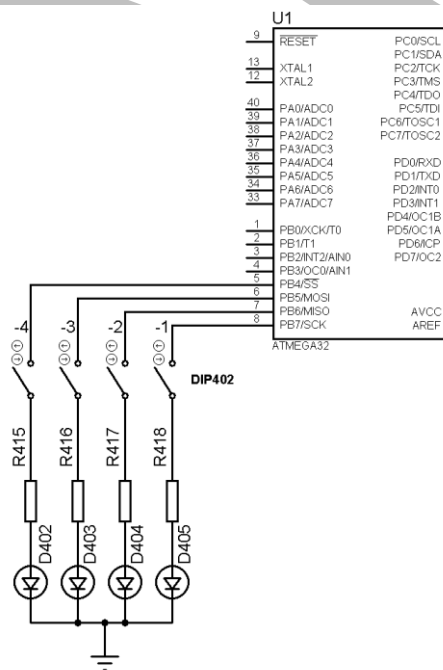 U1
9 RESET
13 XTAL1
12 XTAL2
40 PA0/ADC0
39 PA1/ADC1
38 PA2/ADC2
37 PA3/ADC3
36 PA4/ADC4
35 PA5/ADC5
34 PA6/ADC6
33 PA7/ADC7
1 PB0/XCK/T0
2 PB1/T1
3 PB2/INT2/AIN0
4 PB3/OC0/AIN1
5 PB4/SS
6 PB5/MOSI
7 PB6/MISO
8 PB7/SCK
PC0/SCL
PC1/SDA
PC2/TCK
PC3/TMS
PC4/TDO
PC5/TDI
PC6/TOSC1
PC7/TOSC2
PD0/RXD
PD1/TXD
PD2/INT0
PD3/INT1
PD4/OC1B
PD5/OC1A
PD6/ICP
PD7/OC2
AVCC
AREF
ATMEGA32
-4 -3 -2 -1
DIP402
R415 R416 R417 R418
D402 D403 D404 D405